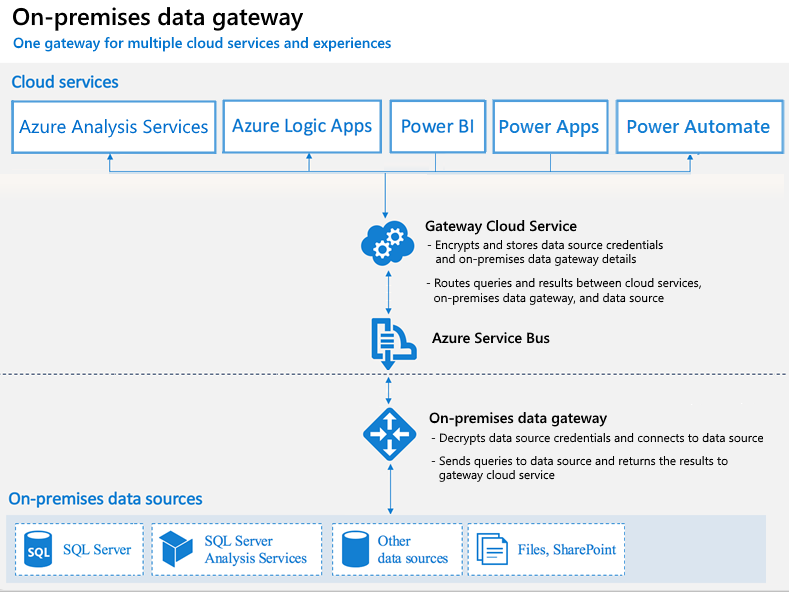 On-premises data gateway
One gateway for multiple cloud services and experiences
Cloud services
Azure Analysis Services
Azure Logic Apps
Power BI
Power Apps
Power Automate
Gateway Cloud Service
- Encrypts and stores data source credentials
and on-premises data gateway details
- Routes queries and results between cloud services,
on-premises data gateway, and data source
Azure Service Bus
On-premises data gateway
- Decrypts data source credentials and connects to data source
- Sends queries to data source and returns the results to
gateway cloud service
On-premises data sources
SQL
SQL Server
SQL Server
Analysis Services
Other
data sources
Files, SharePoint